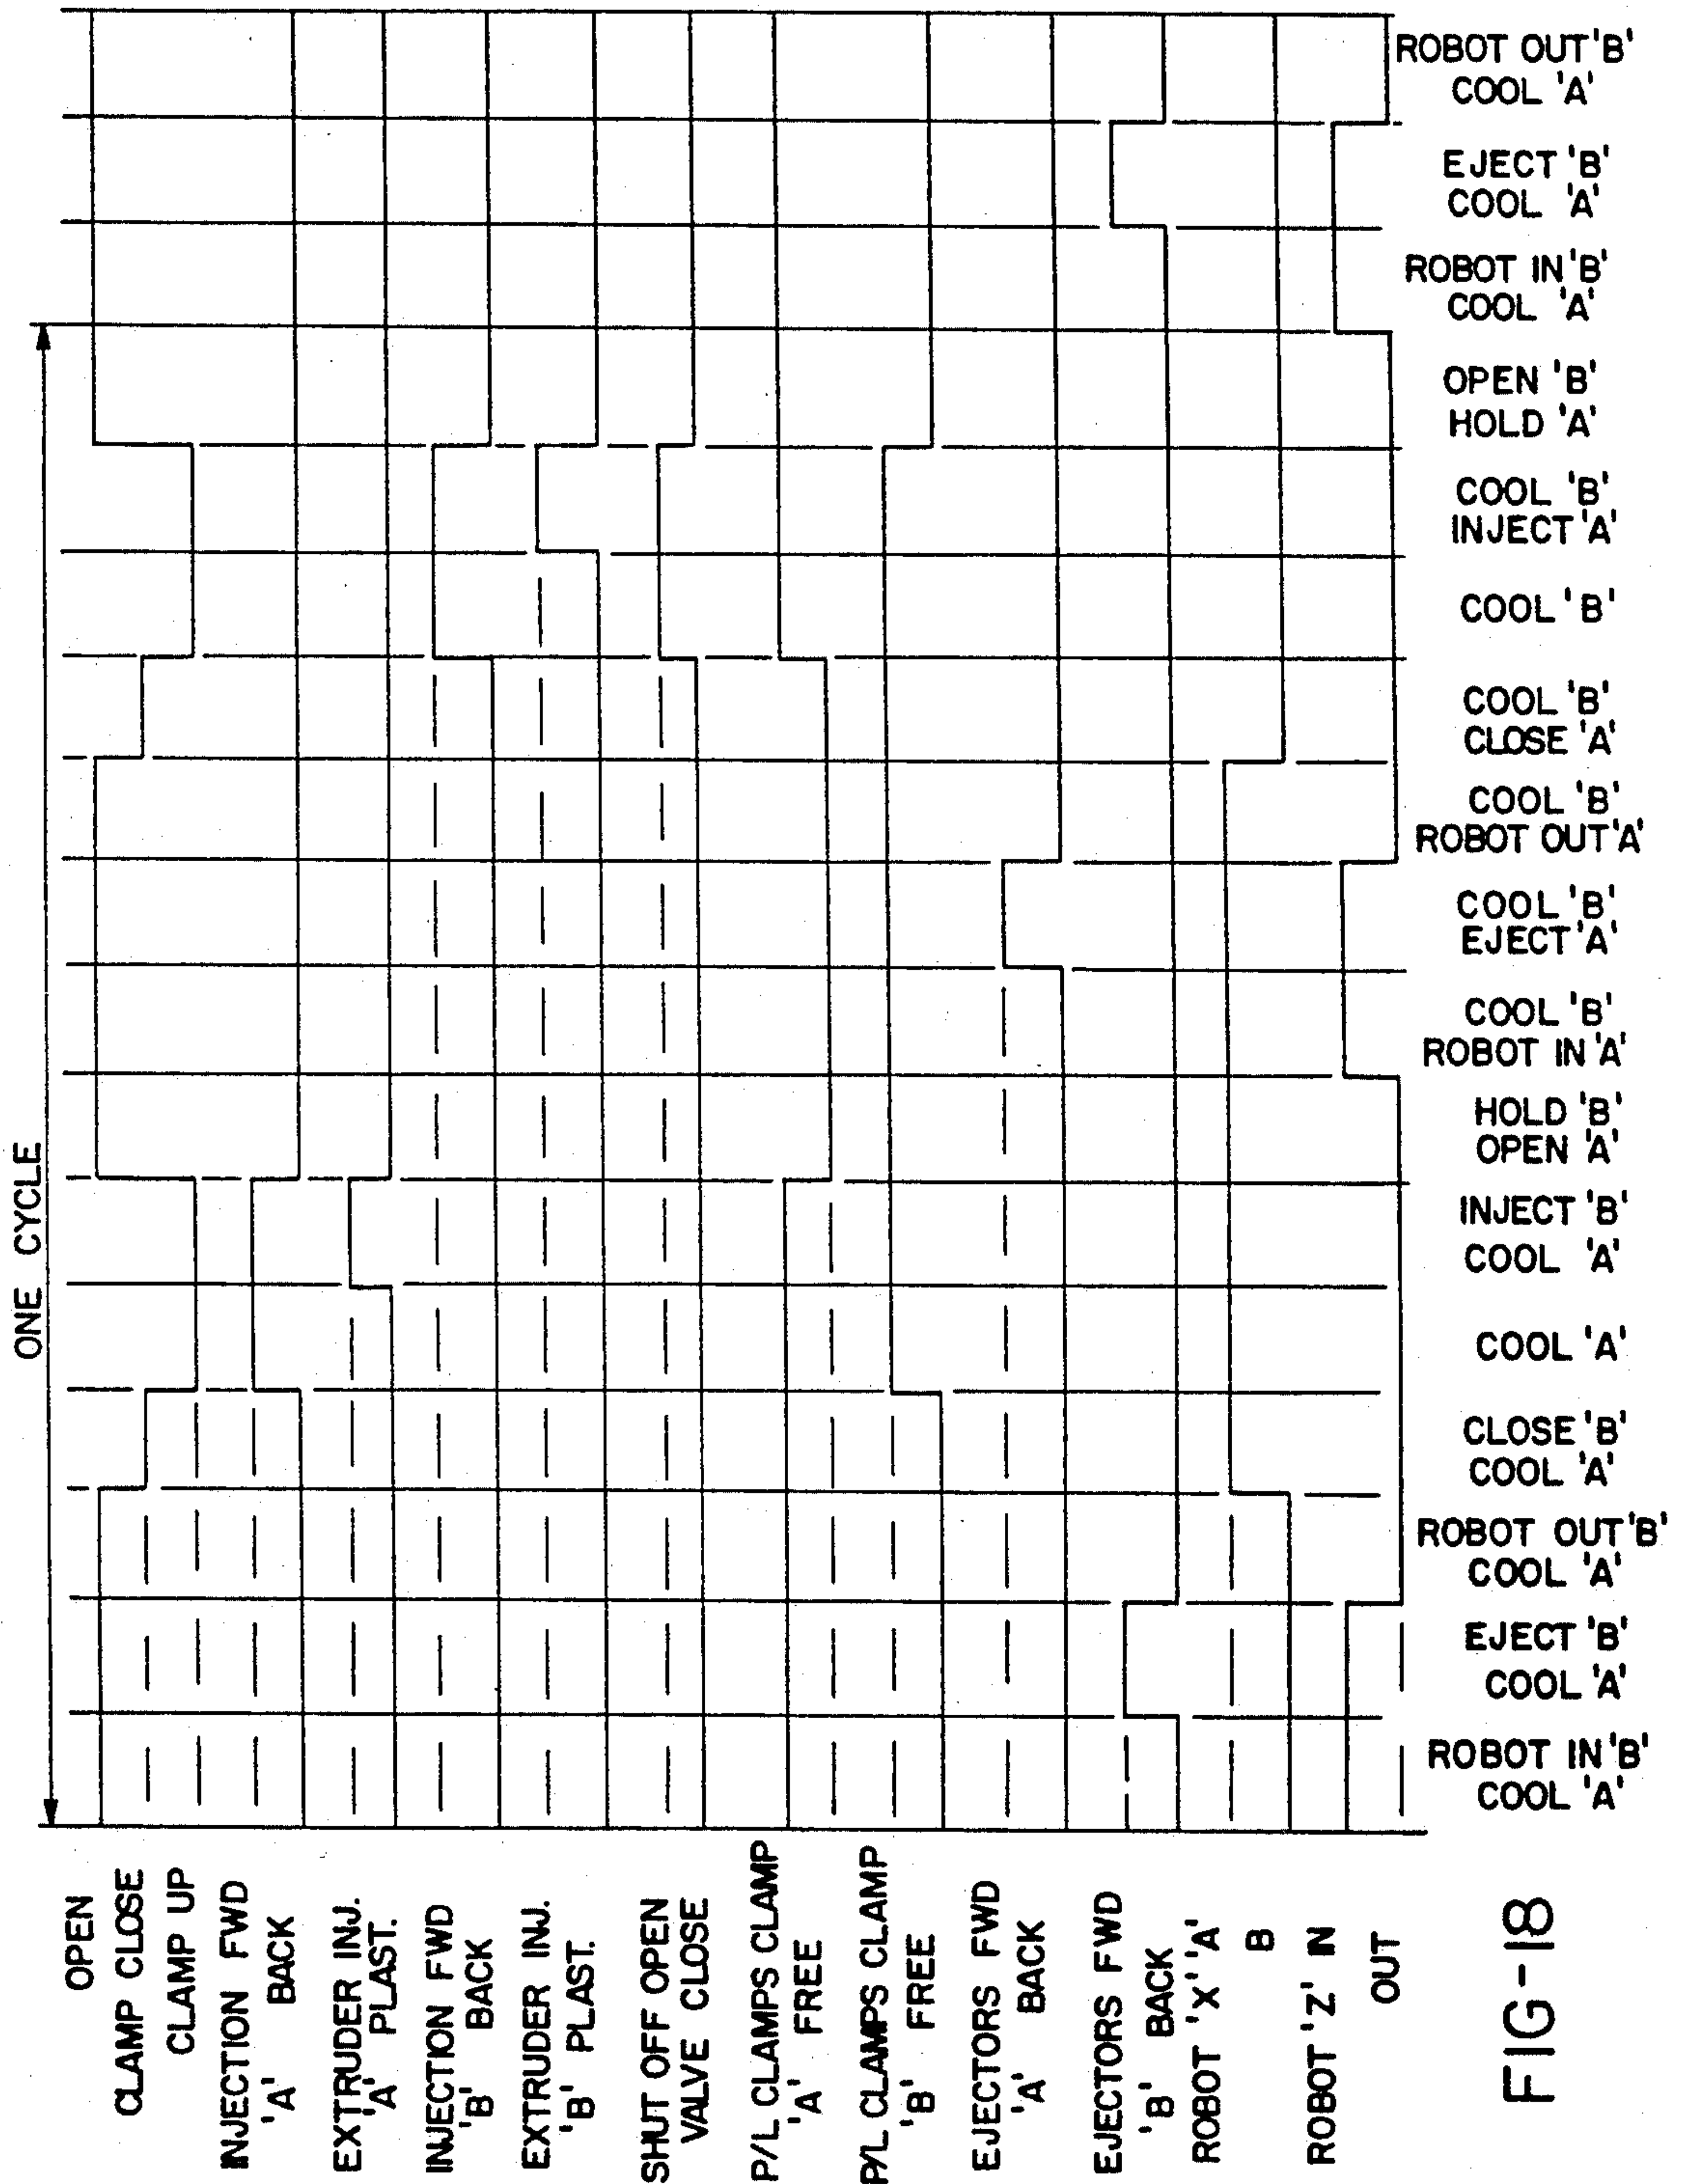 ONE CYCLE
ROBOT OUT 'B'
COOL 'A'
EJECT 'B'
COOL 'A'
ROBOT IN 'B'
COOL 'A'
OPEN 'B'
HOLD 'A'
COOL 'B'
INJECT 'A'
COOL 'B'
COOL 'B'
CLOSE 'A'
COOL 'B'
ROBOT OUT 'A'
COOL 'B'
EJECT 'A'
COOL 'B'
ROBOT IN 'A'
HOLD 'B'
OPEN 'A'
INJECT 'B'
COOL 'A'
COOL 'A'
CLOSE 'B'
COOL 'A'
ROBOT OUT 'B'
COOL 'A'
EJECT 'B'
COOL 'A'
ROBOT IN 'B'
COOL 'A'
OPEN
CLAMP CLOSE
CLAMP UP
INJECTION FWD
'A' BACK
EXTRUDER INJ.
'A' PLAST.
INJECTION FWD
'B' BACK
EXTRUDER INJ.
'B' PLAST.
SHUT OFF OPEN
VALVE CLOSE
P/L CLAMPS CLAMP
'A' FREE
P/L CLAMPS CLAMP
'B' FREE
EJECTORS FWD
'A' BACK
EJECTORS FWD
'B' BACK
ROBOT 'X' 'A'
B
ROBOT 'Z' IN
OUT
FIG-18